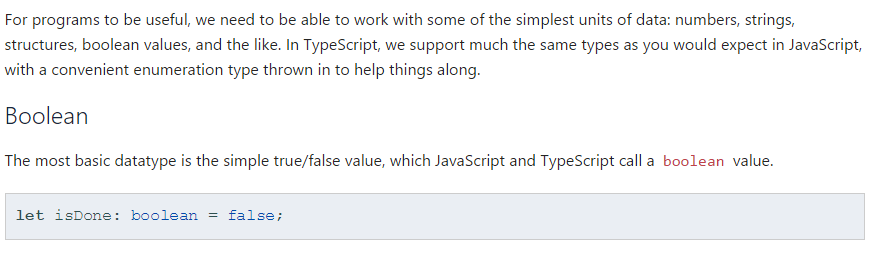 For programs to be useful, we need to be able to work with some of the simplest units of data: numbers, strings,
structures, boolean values, and the like. In TypeScript, we support much the same types as you would expect in JavaScript,
with a convenient enumeration type thrown in to help things along.
Boolean
The most basic datatype is the simple true/false value, which JavaScript and TypeScript call a boolean value.
let isDone: boolean = false;